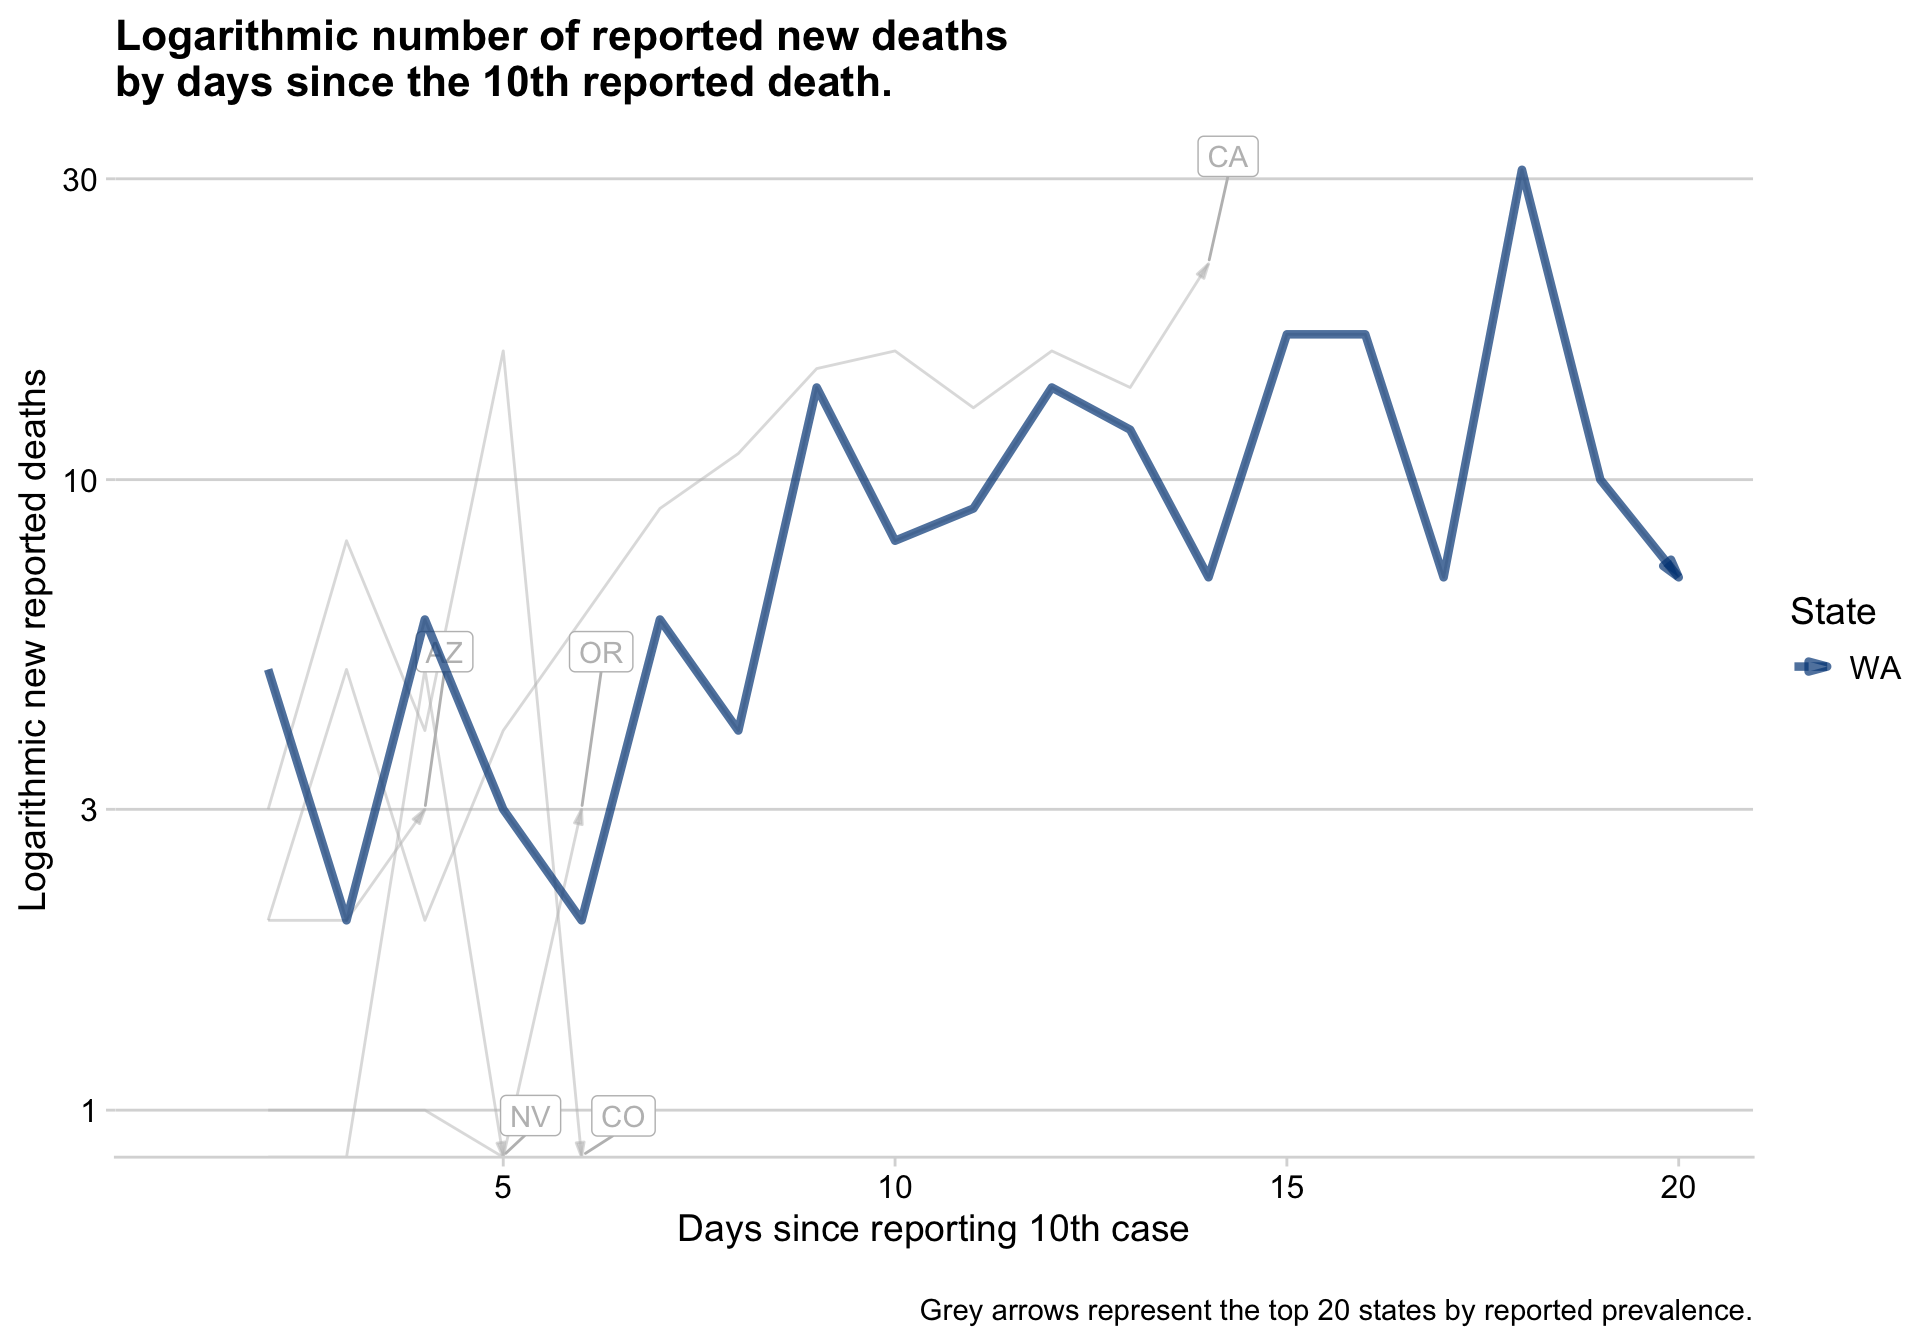 Logarithmic number of reported new deaths
by days since the 10th reported death.
CA
30
10
AZ
OR
3
1
NV
CO
5
10
15
20
Logarithmic new reported deaths
Days since reporting 10th case
State
WA
Grey arrows represent the top 20 states by reported prevalence.